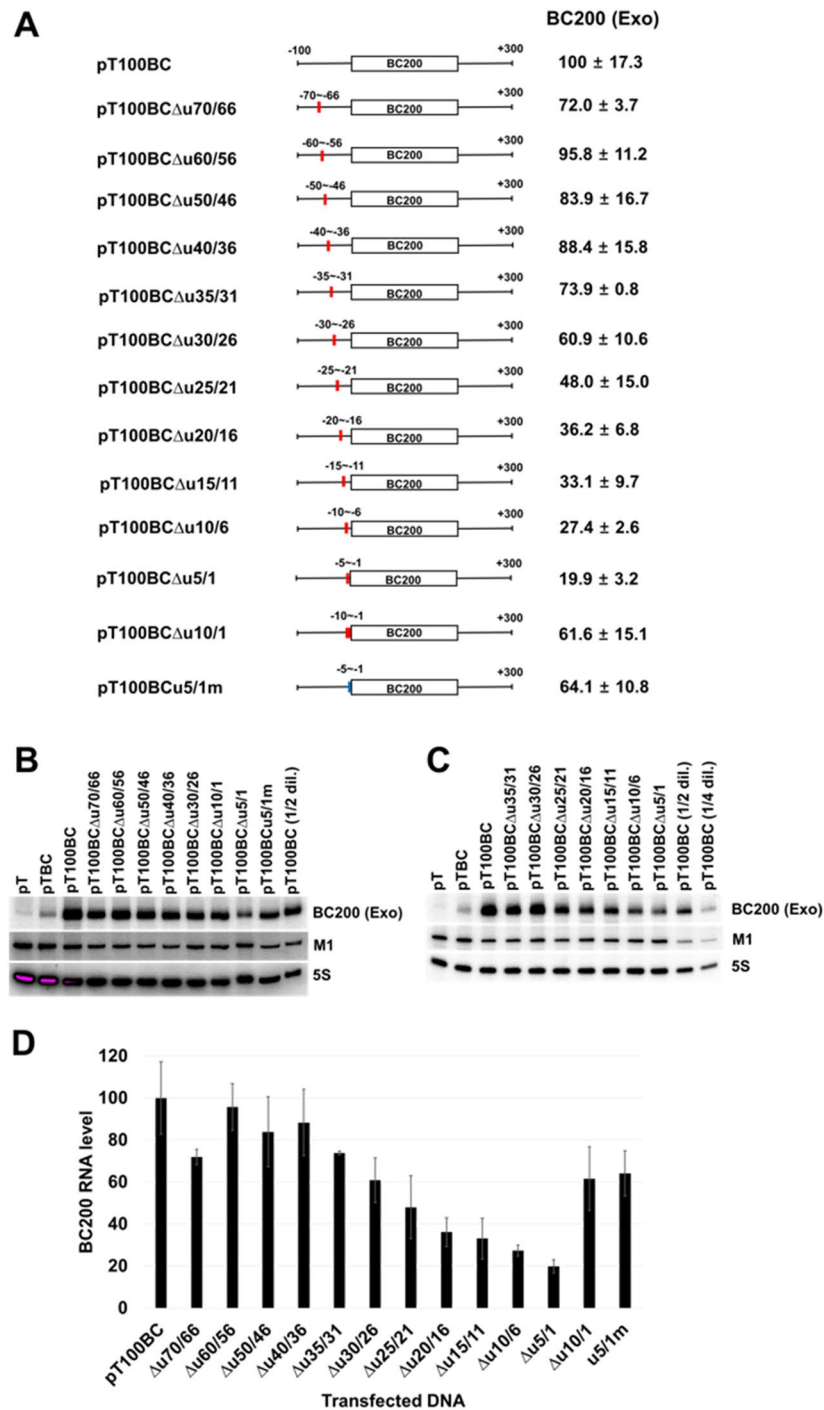 A
BC200 (Exo)
pT100BC -100 BC200 +300 100 ± 17.3
pT100BCΔu70/66 -70~-66 BC200 +300 72.0 ± 3.7
pT100BCΔu60/56 -60~-56 BC200 +300 95.8 ± 11.2
pT100BCΔu50/46 -50~-46 BC200 +300 83.9 ± 16.7
pT100BCΔu40/36 -40~-36 BC200 +300 88.4 ± 15.8
pT100BCΔu35/31 -35~-31 BC200 +300 73.9 ± 0.8
pT100BCΔu30/26 -30~-26 BC200 +300 60.9 ± 10.6
pT100BCΔu25/21 -25~-21 BC200 +300 48.0 ± 15.0
pT100BCΔu20/16 -20~-16 BC200 +300 36.2 ± 6.8
pT100BCΔu15/11 -15~-11 BC200 +300 33.1 ± 9.7
pT100BCΔu10/6 -10~-6 BC200 +300 27.4 ± 2.6
pT100BCΔu5/1 -5~-1 BC200 +300 19.9 ± 3.2
pT100BCΔu10/1 -10~-1 BC200 +300 61.6 ± 15.1
pT100BCu5/1m -5~-1 BC200 +300 64.1 ± 10.8
B
pT
pTBC
pT100BC
pT100BCΔu70/66
pT100BCΔu60/56
pT100BCΔu50/46
pT100BCΔu40/36
pT100BCΔu30/26
pT100BCΔu10/1
pT100BCΔu5/1
pT100BCu5/1m
pT100BC (1/2 dil.)
BC200 (Exo)
M1
5S
C
pT
pTBC
pT100BC
pT100BCΔu35/31
pT100BCΔu30/26
pT100BCΔu25/21
pT100BCΔu20/16
pT100BCΔu15/11
pT100BCΔu10/6
pT100BCΔu5/1
pT100BC (1/2 dil.)
pT100BC (1/4 dil.)
BC200 (Exo)
M1
5S
D
BC200 RNA level
120
100
80
60
40
20
0
pT100BC
Δu70/66
Δu60/56
Δu50/46
Δu40/36
Δu35/31
Δu30/26
Δu25/21
Δu20/16
Δu15/11
Δu10/6
Δu5/1
Δu10/1
u5/1m
Transfected DNA